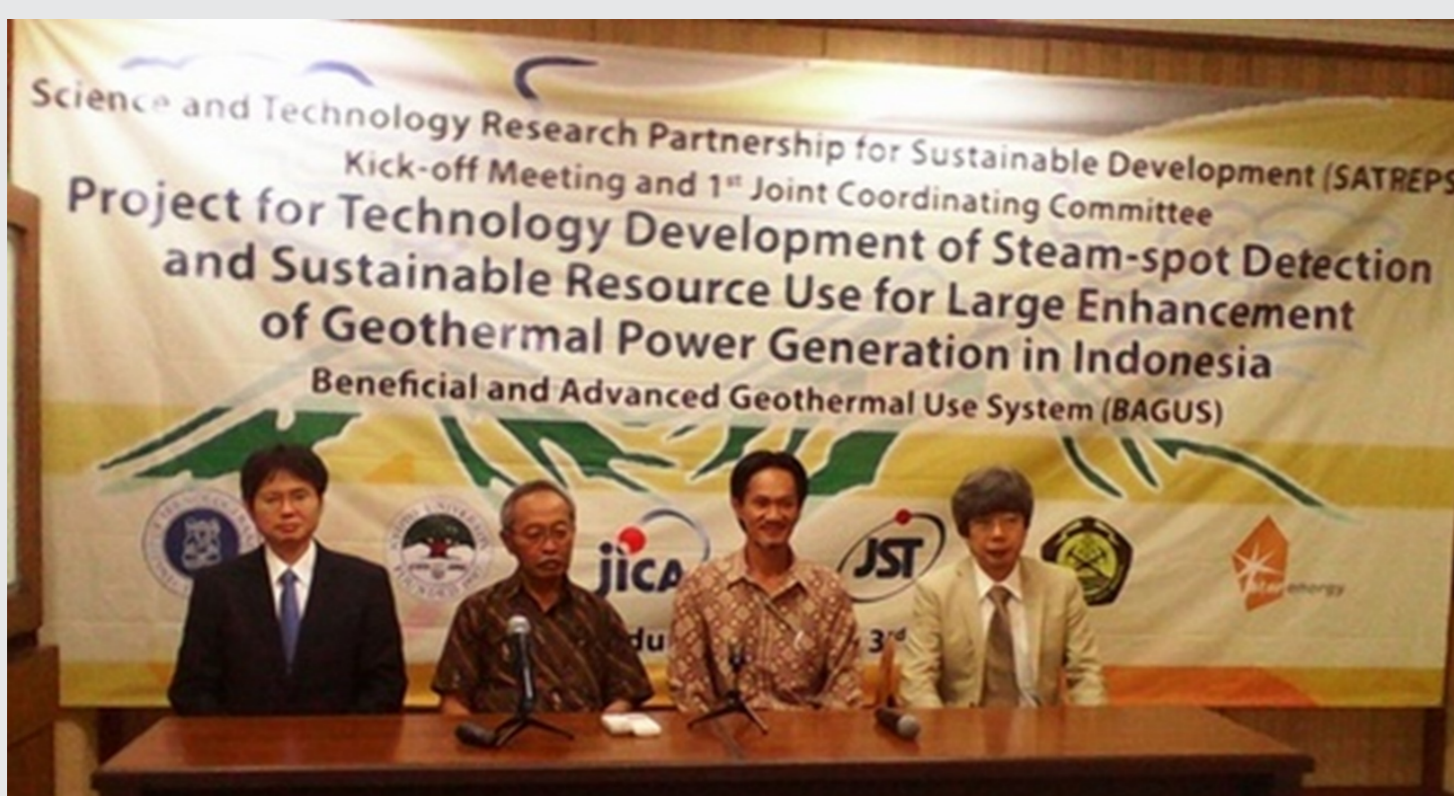 Science and Technology Research Partnership for Sustainable Development (SATREPS
Kick-off Meeting and 1st Joint Coordinating Committee
Project for Technology Development of Steam-spot Detection
and Sustainable Resource Use for Large Enhancement
of Geothermal Power Generation in Indonesia
Beneficial and Advanced Geothermal Use System (BAGUS)
jICA
JST
energy
3rd